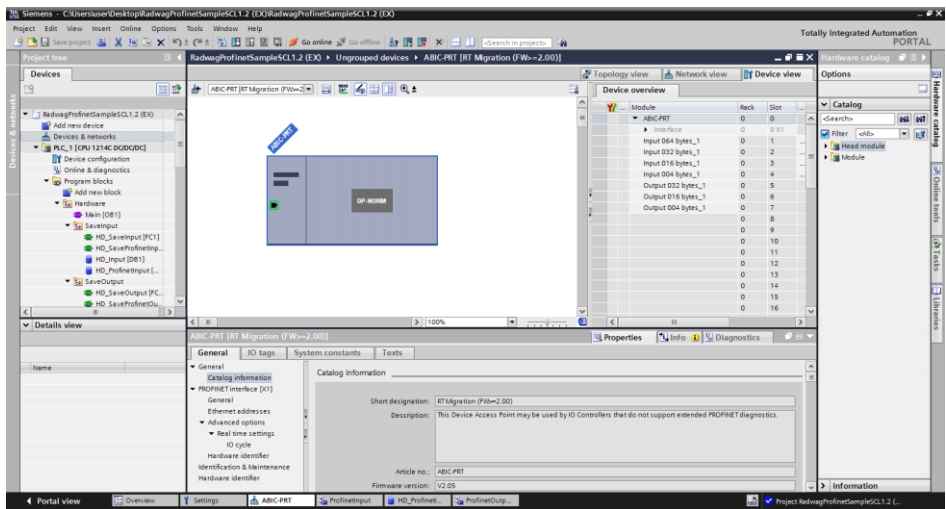 Siemens - C:\Users\user\Desktop\RadwagProfinetSampleSCL1.2 (EX)\RadwagProfinetSampleSCL1.2 (EX)
Project Edit View Insert Online Options Tools Window Help
Totally Integrated Automation
PORTAL
Save project Go online Go offline <Search in project>
Project tree
RadwagProfinetSampleSCL1.2 (EX) Ungrouped devices ABIC-PRT [RT Migration (FW>=2.00)]
Hardware catalog
Devices
Topology view Network view Device view
Options
ABIC-PRT [RT Migration (FW>=2
Device overview
Module Rack Slot
Catalog
<Search>
Filter <All>
Head module
Module
RadwagProfinetSampleSCL1.2 (EX)
Add new device
Devices & networks
PLC_1 [CPU 1214C DC/DC/DC]
Device configuration
Online & diagnostics
Program blocks
Add new block
Hardware
Main [OB1]
SaveInput
HD_SaveInput [FC1]
HD_SaveProfinetInp...
HD_Input [DB1]
HD_ProfinetInput [...
SaveOutput
HD_SaveOutput [FC...
HD_SaveProfinetOu...
ABIC-PRT
DP-NORM
ABIC-PRT 0 0
Interface 0 0 X1
Input 064 bytes_1 0 1
Input 032 bytes_1 0 2
Input 016 bytes_1 0 3
Input 004 bytes_1 0 4
Output 032 bytes_1 0 5
Output 016 bytes_1 0 6
Output 004 bytes_1 0 7
0 8
0 9
0 10
0 11
0 12
0 13
0 14
0 15
0 16
Devices & networks
Hardware catalog
Online tools
Tasks
Libraries
100%
Details view
Name
ABIC-PRT [RT Migration (FW>=2.00)]
Properties Info Diagnostics
General IO tags System constants Texts
General
Catalog information
PROFINET interface [X1]
General
Ethernet addresses
Advanced options
Real time settings
IO cycle
Hardware identifier
Identification & Maintenance
Hardware identifier
Catalog information
Short designation: RT Migration (FW>=2.00)
Description: This Device Access Point may be used by IO Controllers that do not support extended PROFINET diagnostics.
Article no.: ABIC-PRT
Firmware version: V2.05
Information
Portal view Overview Settings ABIC-PRT ProfinetInput HD_ProfinetI... ProfinetOutp... Project RadwagProfinetSampleSCL1.2 (...